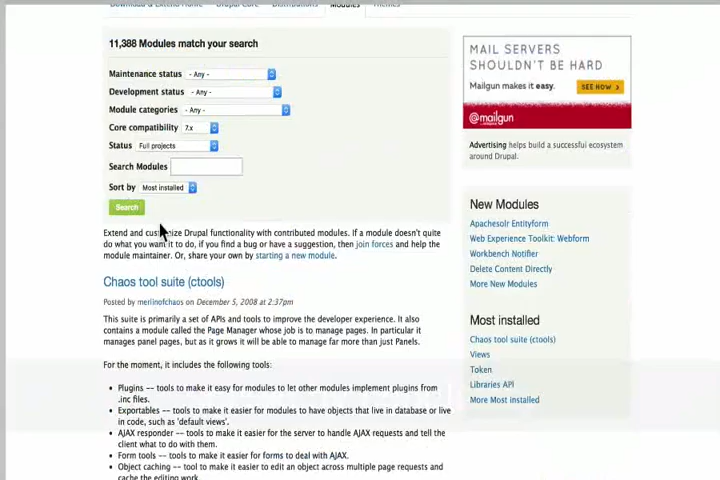 Download & Extend Home Drupal Core Distributions Modules Themes
11,388 Modules match your search
Maintenance status - Any -
Development status - Any -
Module categories - Any -
Core compatibility 7.x
Status Full projects
Search Modules
Sort by Most installed
Search
Extend and customize Drupal functionality with contributed modules. If a module doesn't quite
do what you want it to do, if you find a bug or have a suggestion, then join forces and help the
module maintainer. Or, share your own by starting a new module.
Chaos tool suite (ctools)
Posted by merlinofchaos on December 5, 2008 at 2:37pm
This suite is primarily a set of APIs and tools to improve the developer experience. It also
contains a module called the Page Manager whose job is to manage pages. In particular it
manages panel pages, but as it grows it will be able to manage far more than just Panels.
For the moment, it includes the following tools:
• Plugins -- tools to make it easy for modules to let other modules implement plugins from
.inc files.
• Exportables -- tools to make it easier for modules to have objects that live in database or live
in code, such as 'default views'.
• AJAX responder -- tools to make it easier for the server to handle AJAX requests and tell the
client what to do with them.
• Form tools -- tools to make it easier for forms to deal with AJAX.
• Object caching -- tool to make it easier to edit an object across multiple page requests and
cache the editing work.
MAIL SERVERS
SHOULDN'T BE HARD
Mailgun makes it easy.
SEE HOW >
@mailgun
Advertising helps build a successful ecosystem
around Drupal.
New Modules
Apachesolr Entityform
Web Experience Toolkit: Webform
Workbench Notifier
Delete Content Directly
More New Modules
Most installed
Chaos tool suite (ctools)
Views
Token
Libraries API
More Most installed